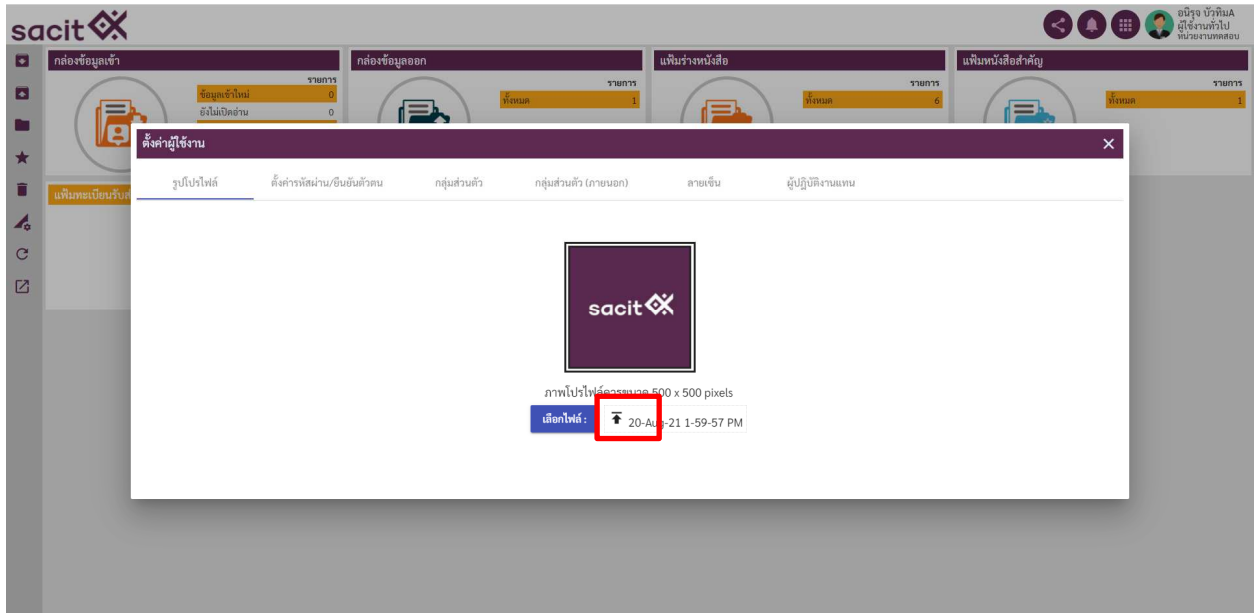 sacit
อนิรุจ บัวทิมA
ผู้ใช้งานทั่วไป
หน่วยงานทดสอบ
กล่องข้อมูลเข้า
รายการ
ข้อมูลเข้าใหม่ 0
ยังไม่เปิดอ่าน 0
กล่องข้อมูลออก
รายการ
ทั้งหมด 1
แฟ้มร่างหนังสือ
รายการ
ทั้งหมด 6
แฟ้มหนังสือสำคัญ
รายการ
ทั้งหมด 1
แฟ้มทะเบียนรับส
ตั้งค่าผู้ใช้งาน
รูปโปรไฟล์ ตั้งค่ารหัสผ่าน/ยืนยันตัวตน กลุ่มส่วนตัว กลุ่มส่วนตัว (ภายนอก) ลายเซ็น ผู้ปฏิบัติงานแทน
sacit
ภาพโปรไฟล์ควรขนาด 500 x 500 pixels
เลือกไฟล์ : 20-Aug-21 1-59-57 PM